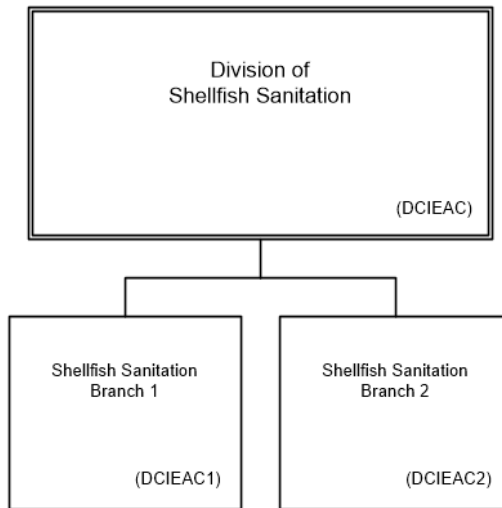 Division of
Shellfish Sanitation
(DCIEAC)
Shellfish Sanitation
Branch 1
(DCIEAC1)
Shellfish Sanitation
Branch 2
(DCIEAC2)